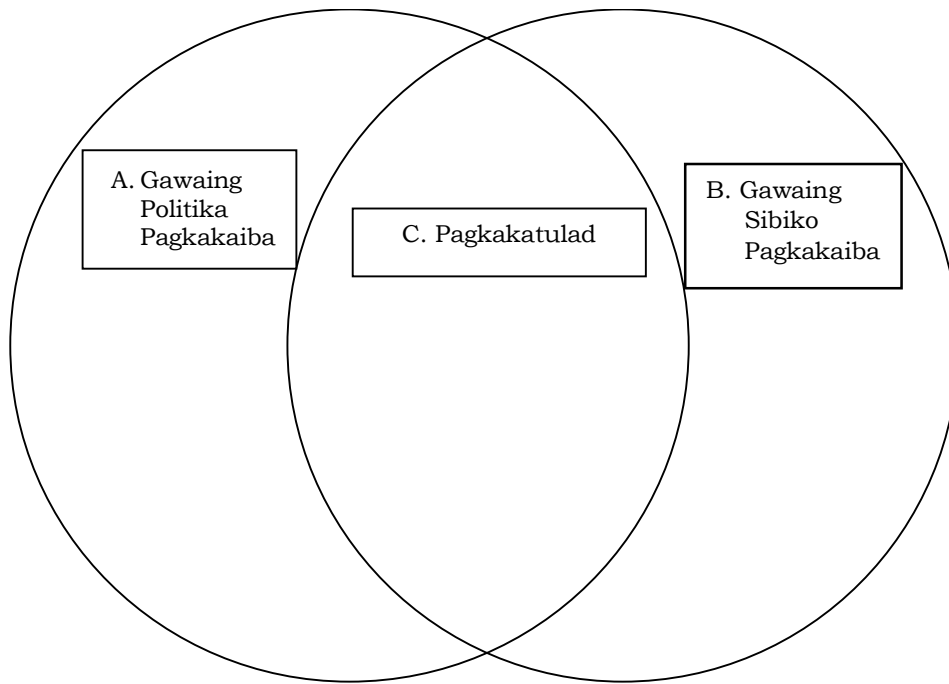 A. Gawaing
Politika
Pagkakaiba
C. Pagkakatulad
B. Gawaing
Sibiko
Pagkakaiba